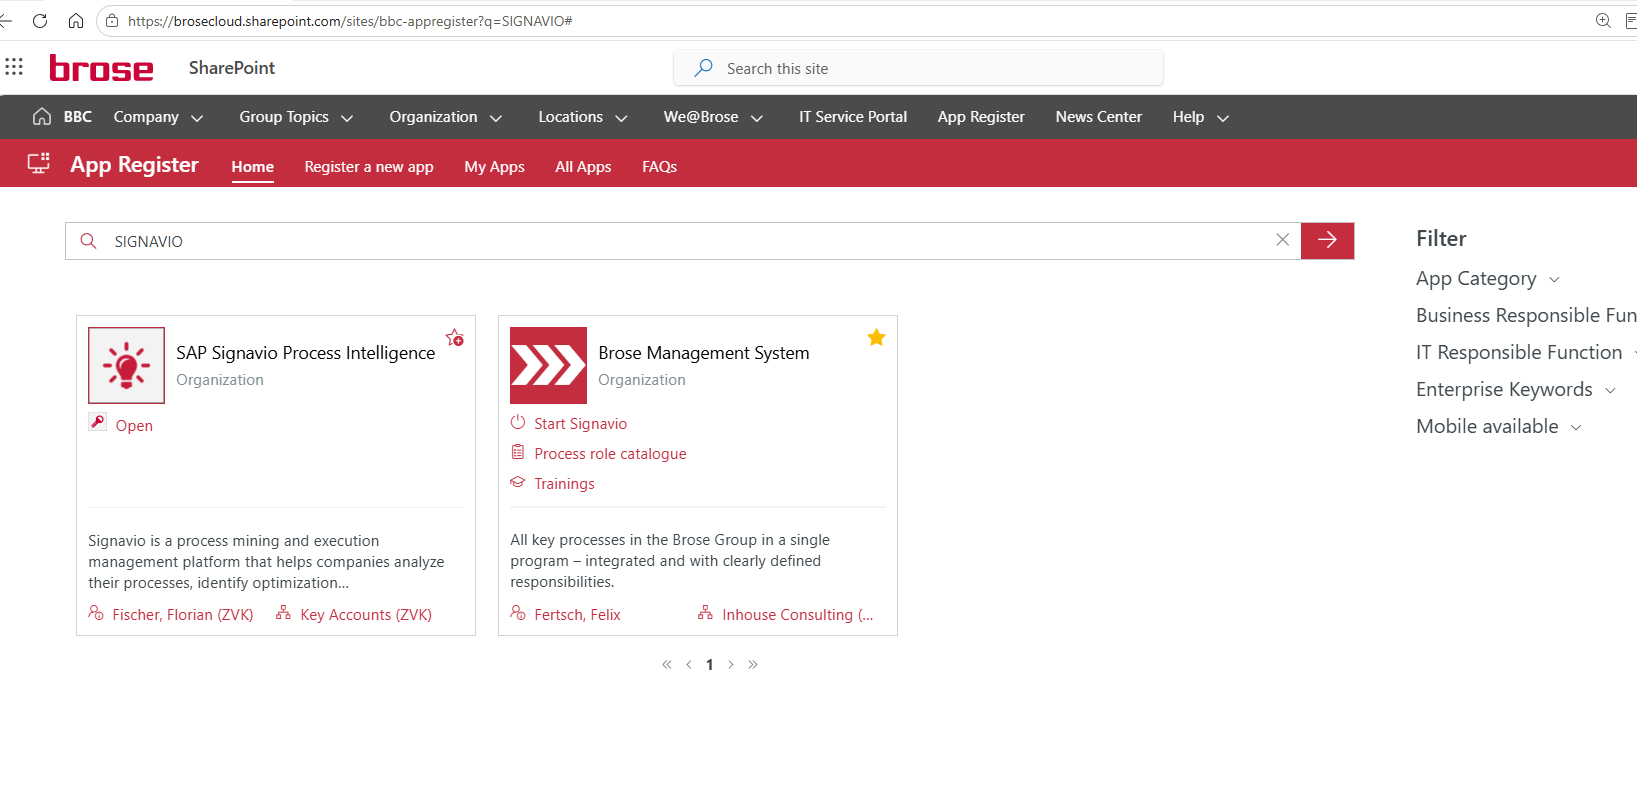 https://brosecloud.sharepoint.com/sites/bbc-appregister?q=SIGNAVIO#
brose SharePoint Search this site
BBC Company Group Topics Organization Locations We@Brose IT Service Portal App Register News Center Help
App Register Home Register a new app My Apps All Apps FAQs
SIGNAVIO
Filter
App Category
Business Responsible Fun
IT Responsible Function
Enterprise Keywords
Mobile available
SAP Signavio Process Intelligence
Organization
Open
Signavio is a process mining and execution
management platform that helps companies analyze
their processes, identify optimization...
Fischer, Florian (ZVK) Key Accounts (ZVK)
Brose Management System
Organization
Start Signavio
Process role catalogue
Trainings
All key processes in the Brose Group in a single
program – integrated and with clearly defined
responsibilities.
Fertsch, Felix Inhouse Consulting (...
« ‹ 1 › »